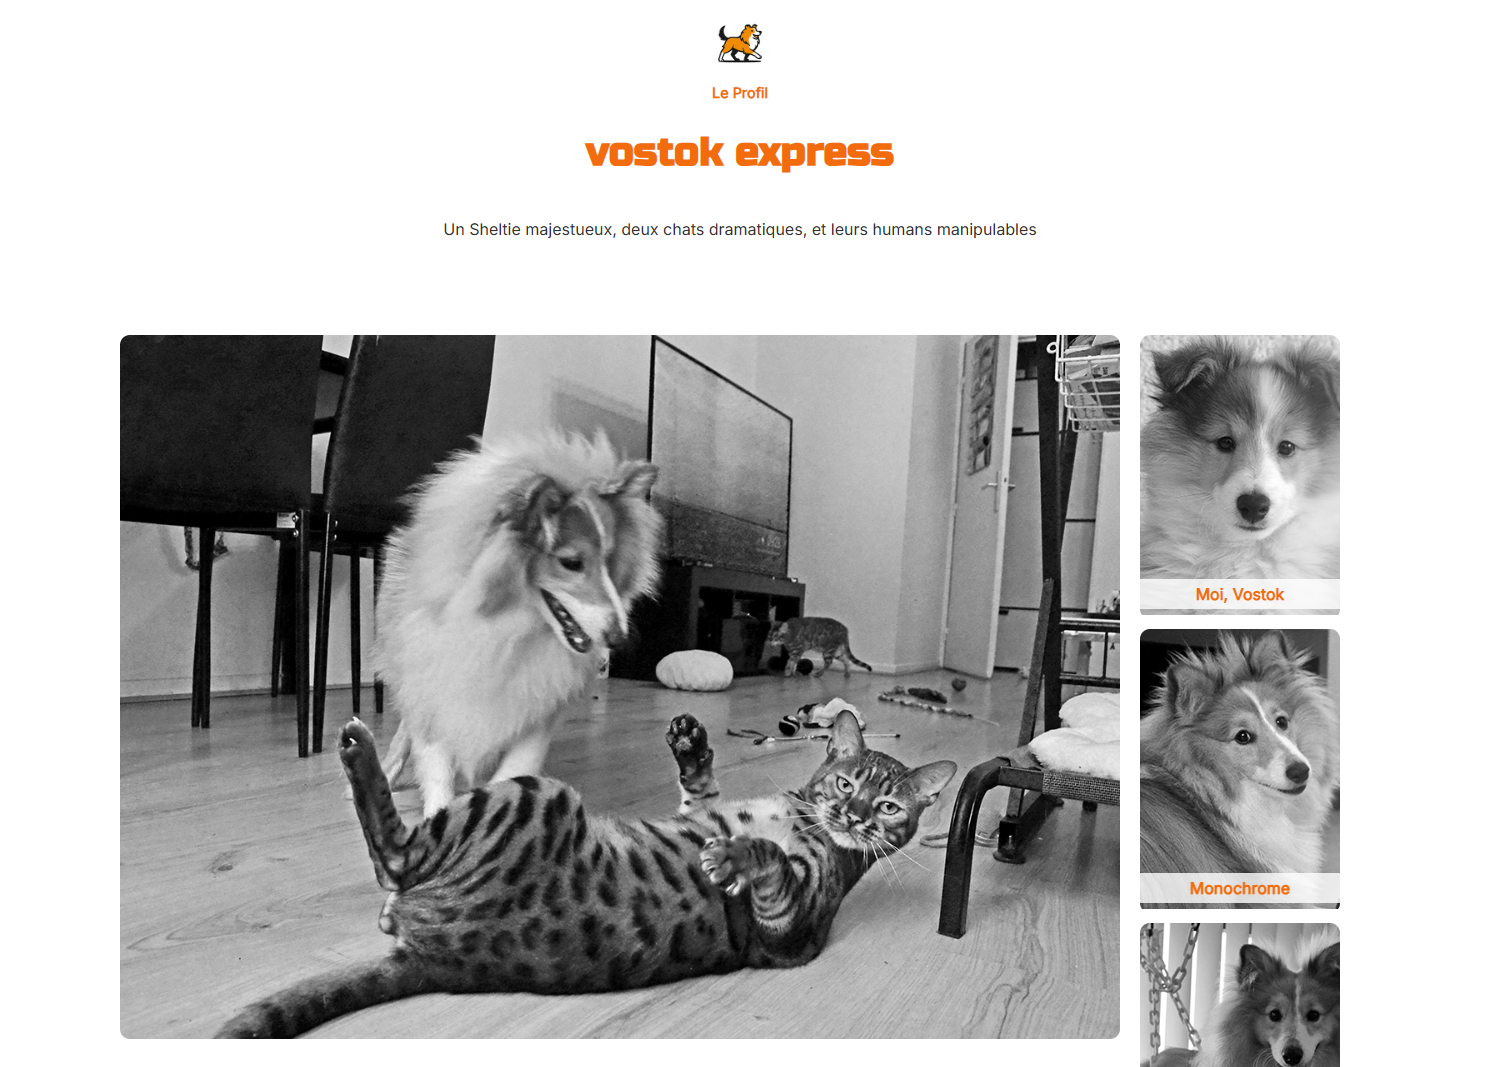 Le Profil
vostok express
Un Sheltie majestueux, deux chats dramatiques, et leurs humans manipulables
Moi, Vostok
Monochrome